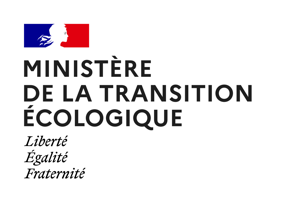 MINISTÈRE
DE LA TRANSITION
ÉCOLOGIQUE
Liberté
Égalité
Fraternité